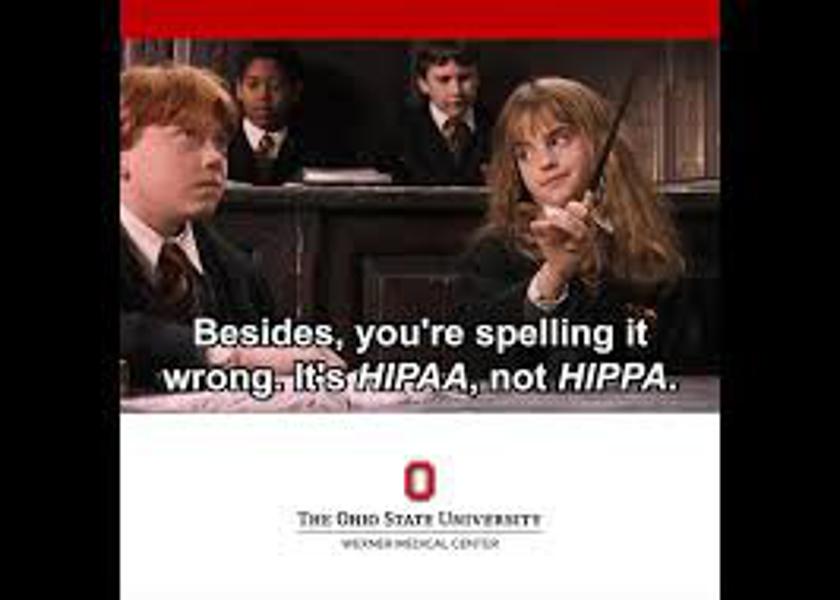 Besides, you're spelling it
wrong. It's HIPAA, not HIPPA.
O
THE OHIO STATE UNIVERSITY
WEXNER MEDICAL CENTER